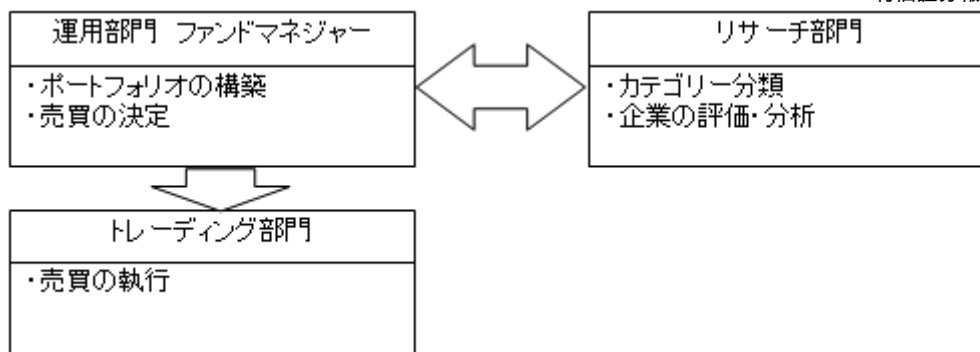 運用部門 ファンドマネジャー
・ポートフォリオの構築
・売買の決定
リサーチ部門
・カテゴリー分類
・企業の評価・分析
トレーディング部門
・売買の執行